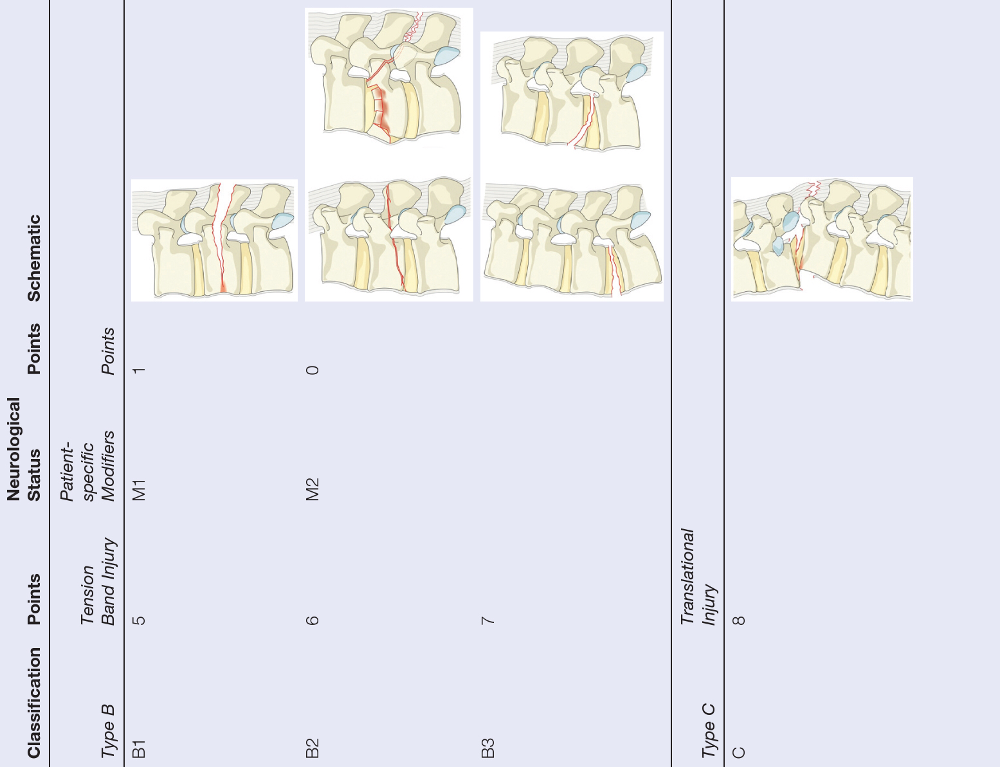 Classification Points Neurological Status Points Schematic
Type B Tension Band Injury Patient-specific Modifiers Points
B1 5 M1 1
B2 6 M2 0
B3 7
Type C Translational Injury
C 8